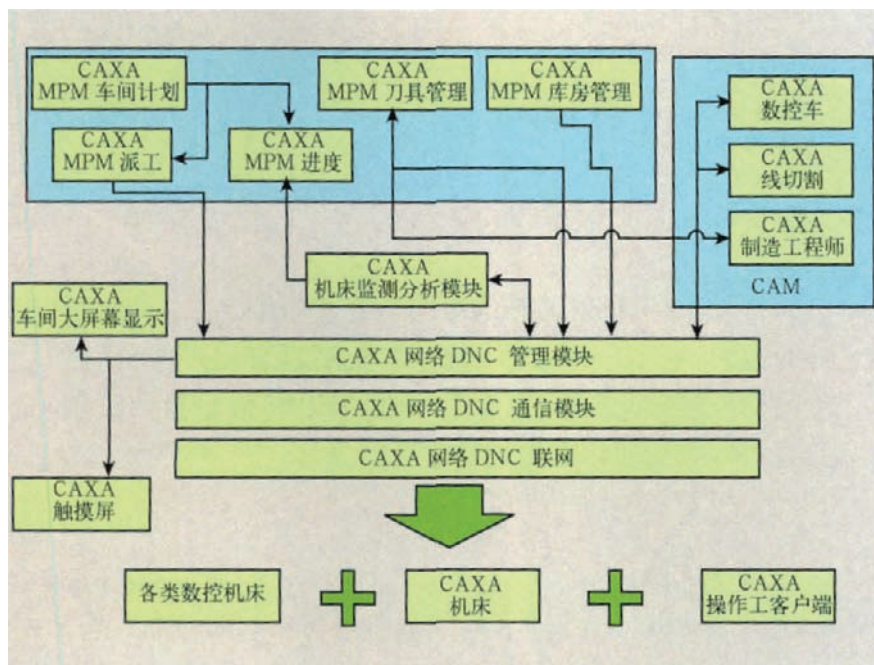 CAXA
MPM 车间计划
CAXA
MPM 刀具管理
CAXA
MPM 库房管理
CAXA
MPM 派工
CAXA
MPM 进度
CAXA
数控车
CAXA
线切割
CAXA
制造工程师
CAM
CAXA
机床监测分析模块
CAXA
车间大屏幕显示
CAXA 网络 DNC 管理模块
CAXA 网络 DNC 通信模块
CAXA 网络 DNC 联网
CAXA
触摸屏
各类数控机床
CAXA
机床
CAXA
操作工客户端